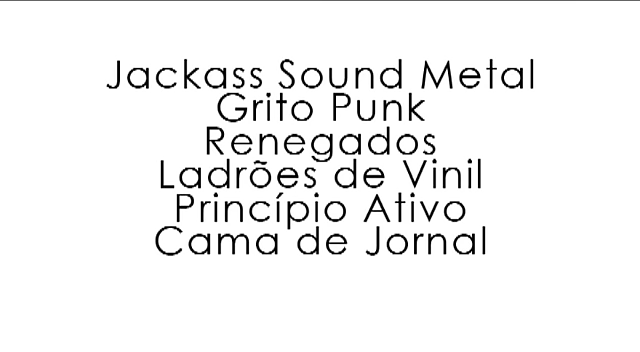 Jackass Sound Metal
Grito Punk
Renegados
Ladrões de Vinil
Princípio Ativo
Cama de Jornal